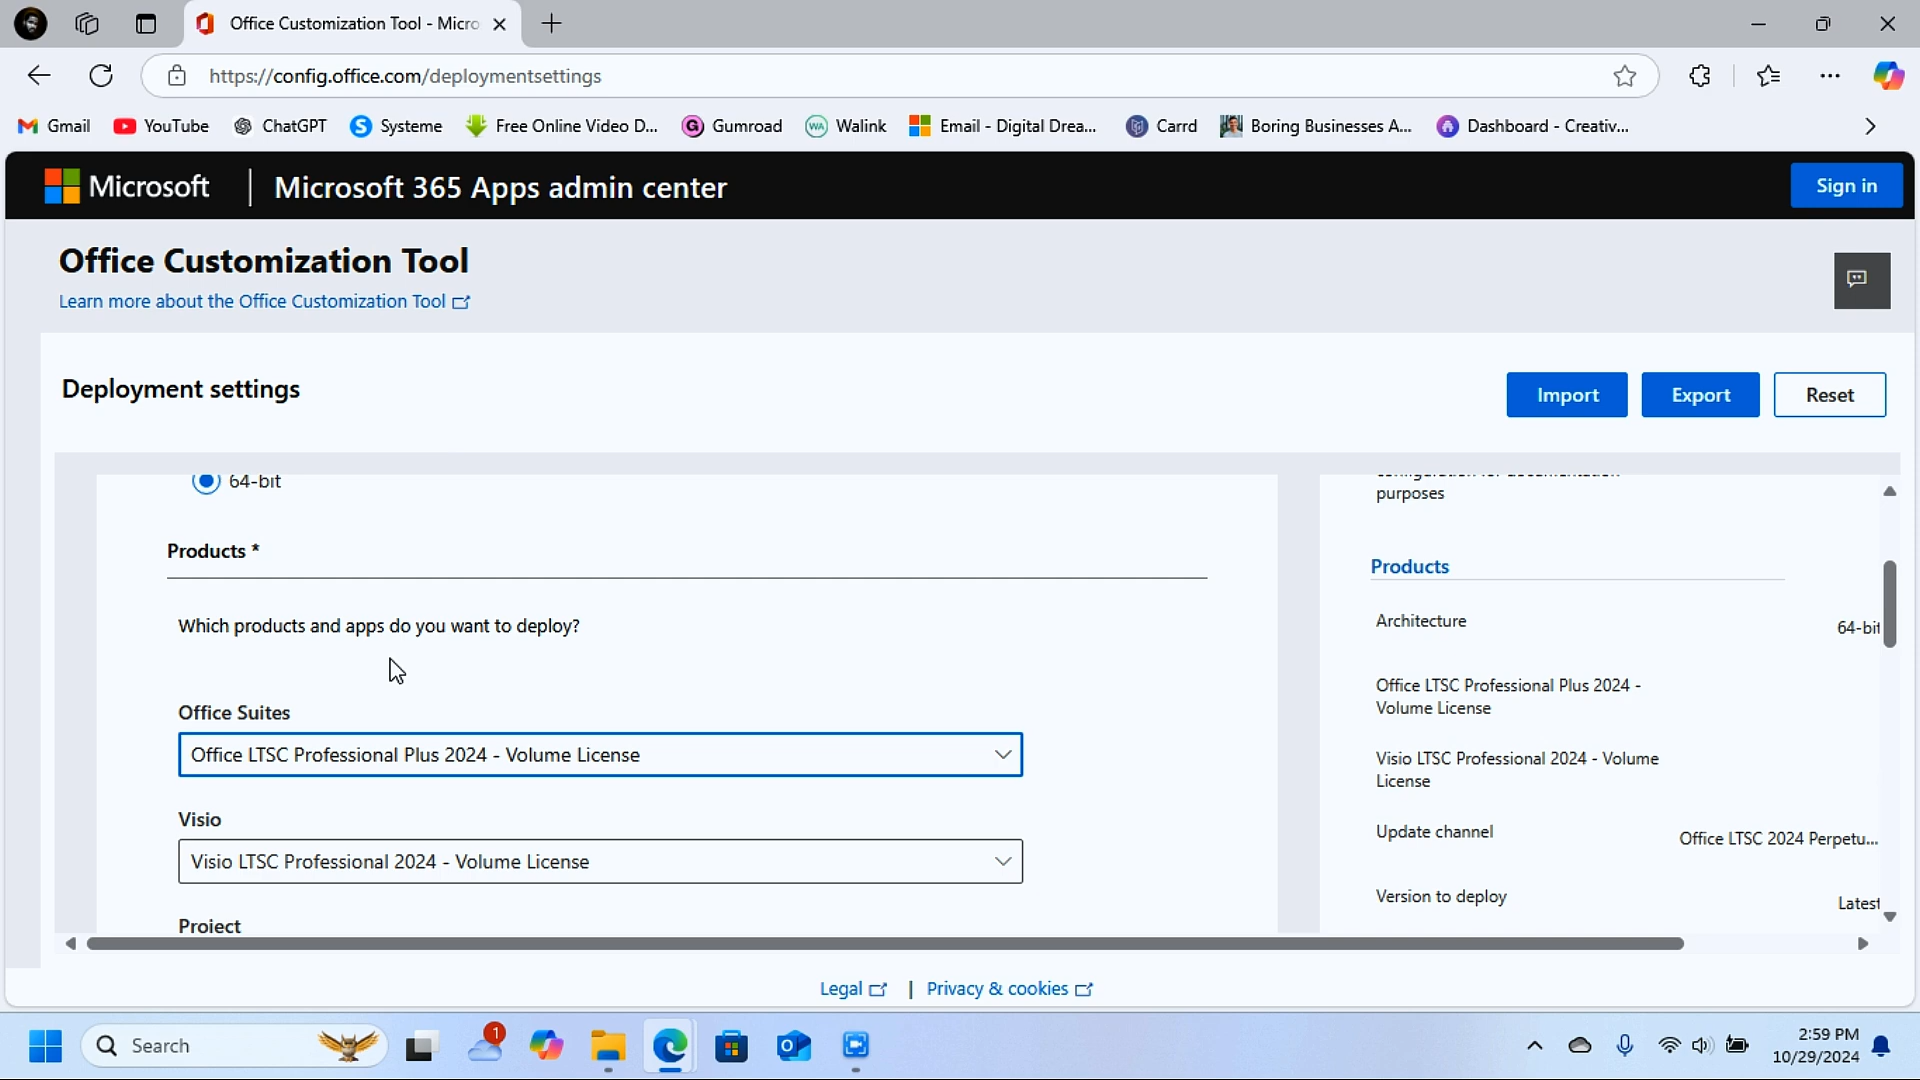 Office Customization Tool - Micro
https://config.office.com/deploymentsettings
Gmail
YouTube
ChatGPT
Systeme
Free Online Video D...
Gumroad
Walink
Email - Digital Drea...
Carrd
Boring Businesses A...
Dashboard - Creativ...
Microsoft | Microsoft 365 Apps admin center
Sign in
Office Customization Tool
Learn more about the Office Customization Tool
Deployment settings
Import
Export
Reset
64-bit
Products *
Which products and apps do you want to deploy?
Office Suites
Office LTSC Professional Plus 2024 - Volume License
Visio
Visio LTSC Professional 2024 - Volume License
Project
purposes
Products
Architecture
64-bit
Office LTSC Professional Plus 2024 -
Volume License
Visio LTSC Professional 2024 - Volume
License
Update channel
Office LTSC 2024 Perpetu...
Version to deploy
Latest
Legal | Privacy & cookies
Search
1
2:59 PM
10/29/2024